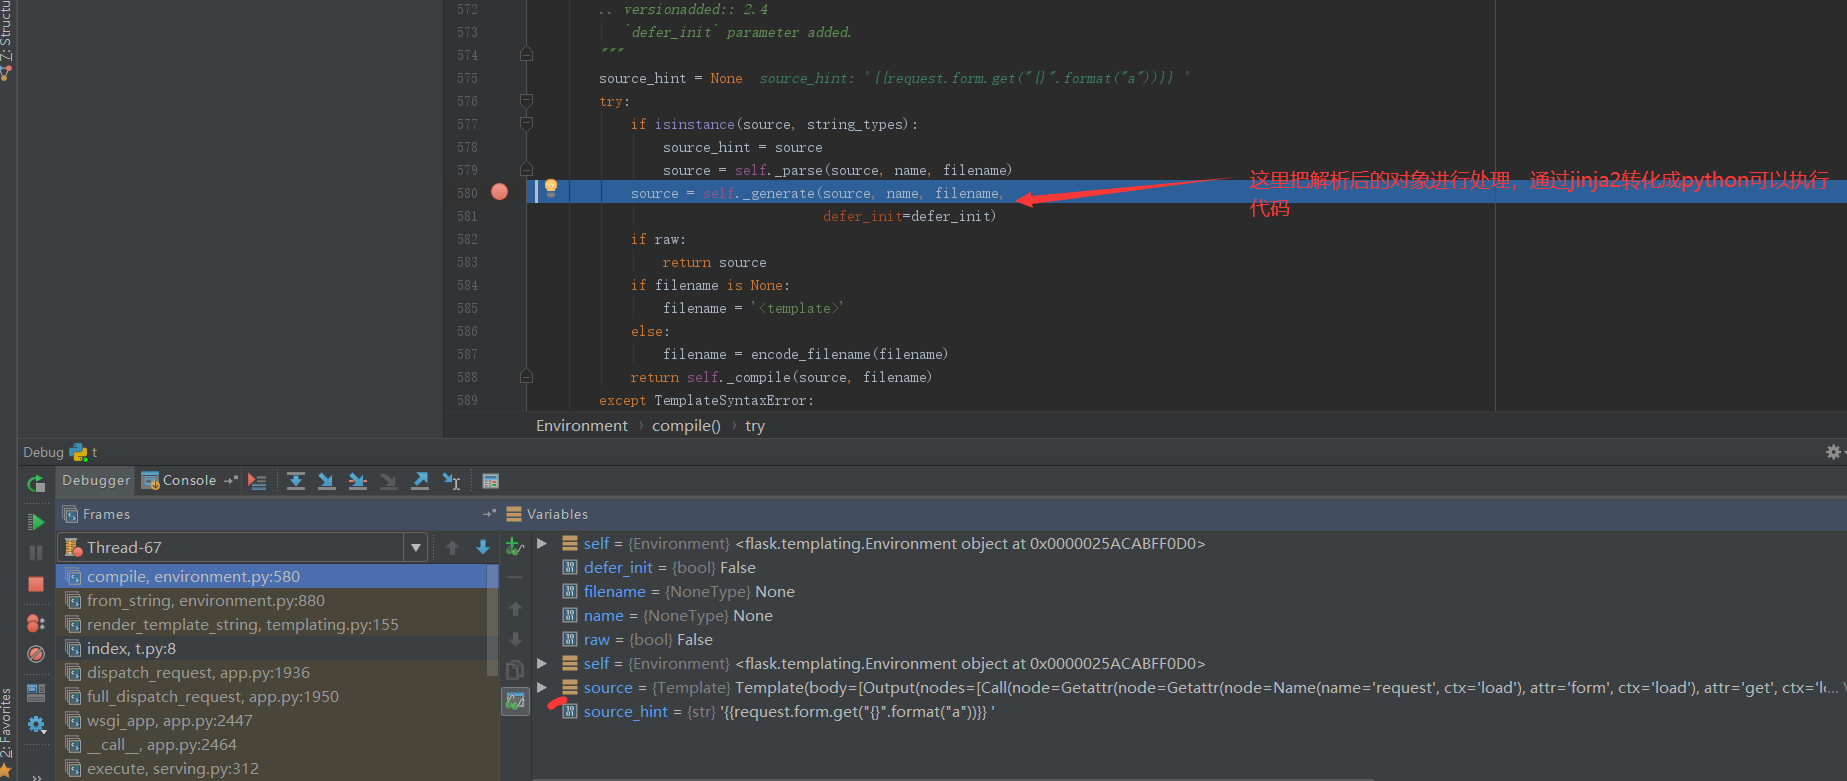 7: Structu
2: Favorites
572 .. versionadded:: 2.4
573 `defer_init` parameter added.
574 """
575 source_hint = None source_hint: '{{request.form.get("{}".format("a"))}} '
576 try:
577 if isinstance(source, string_types):
578 source_hint = source
579 source = self._parse(source, name, filename)
580 source = self._generate(source, name, filename,
581 defer_init=defer_init)
582 if raw:
583 return source
584 if filename is None:
585 filename = '<template>'
586 else:
587 filename = encode_filename(filename)
588 return self._compile(source, filename)
589 except TemplateSyntaxError:
这里把解析后的对象进行处理，通过jinja2转化成python可以执行
代码
Environment › compile() › try
Debug t
Debugger Console
Frames
Thread-67
compile, environment.py:580
from_string, environment.py:880
render_template_string, templating.py:155
index, t.py:8
dispatch_request, app.py:1936
full_dispatch_request, app.py:1950
wsgi_app, app.py:2447
__call__, app.py:2464
execute, serving.py:312
Variables
self = {Environment} <flask.templating.Environment object at 0x0000025ACABFF0D0>
defer_init = {bool} False
filename = {NoneType} None
name = {NoneType} None
raw = {bool} False
self = {Environment} <flask.templating.Environment object at 0x0000025ACABFF0D0>
source = {Template} Template(body=[Output(nodes=[Call(node=Getattr(node=Getattr(node=Name(name='request', ctx='load'), attr='form', ctx='load'), attr='get', ctx='l
source_hint = {str} '{{request.form.get("{}".format("a"))}} '